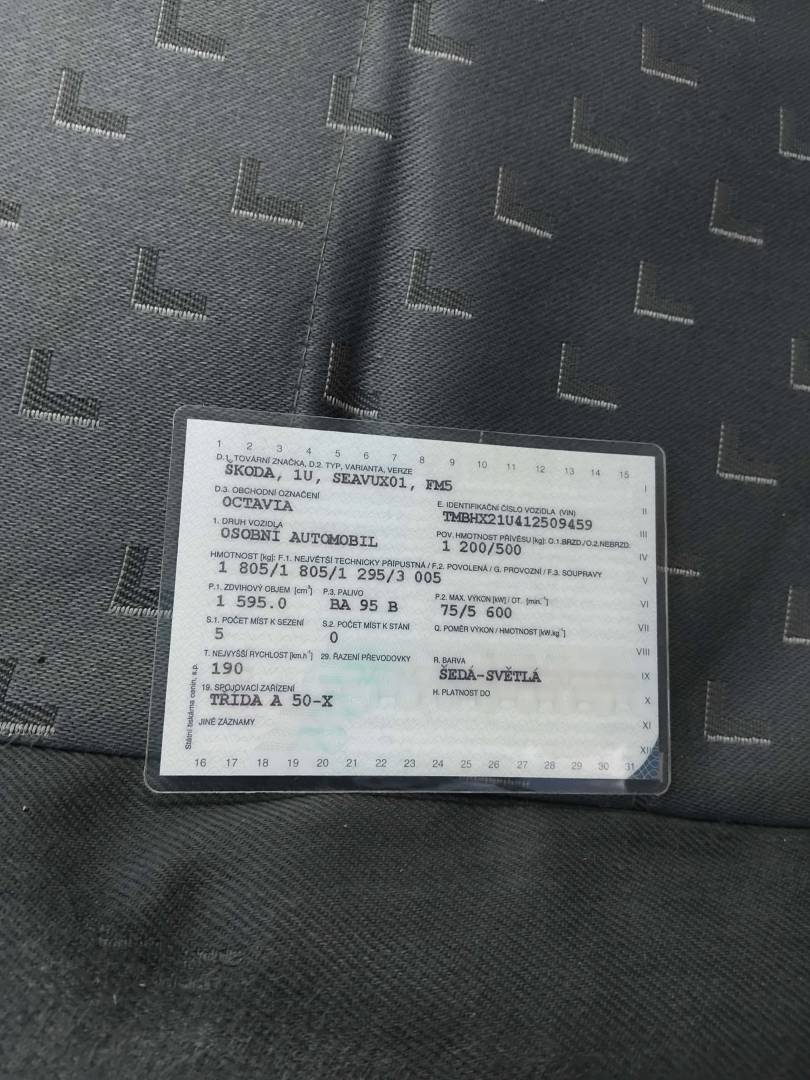 1 2 3 4 5 6 7 8 9 10 11 12 13 14 15
D.1. TOVÁRNÍ ZNAČKA, D.2. TYP, VARIANTA, VERZE
ŠKODA, 1U, SEAVUX01, FM5
I
D.3. OBCHODNÍ OZNAČENÍ
OCTAVIA
E. IDENTIFIKAČNÍ ČÍSLO VOZIDLA (VIN)
TMBHX21U412509459
II
1. DRUH VOZIDLA
OSOBNÍ AUTOMOBIL
III
POV. HMOTNOST PŘÍVĚSU [kg]: O.1.BRZD./O.2.NEBRZD.
1 200/500
IV
HMOTNOST [kg]: F.1. NEJVĚTŠÍ TECHNICKY PŘÍPUSTNÁ / F.2. POVOLENÁ / G. PROVOZNÍ / F.3. SOUPRAVY
1 805/1 805/1 295/3 005
V
P.1. ZDVIHOVÝ OBJEM [cm³]
1 595.0
P.3. PALIVO
BA 95 B
P.2. MAX. VÝKON [kW] / OT. [min.⁻¹]
75/5 600
VI
S.1. POČET MÍST K SEZENÍ
5
S.2. POČET MÍST K STÁNÍ
0
Q. POMĚR VÝKON / HMOTNOST [kW.kg⁻¹]
VII
VIII
T. NEJVYŠŠÍ RYCHLOST [km.h⁻¹]
190
29. ŘAZENÍ PŘEVODOVKY
R. BARVA
ŠEDÁ-SVĚTLÁ
IX
19. SPOJOVACÍ ZAŘÍZENÍ
TŘÍDA A 50-X
H. PLATNOST DO
X
JINÉ ZÁZNAMY
XI
XII
Státní tiskárna cenin, s.p.
16 17 18 19 20 21 22 23 24 25 26 27 28 29 30 31